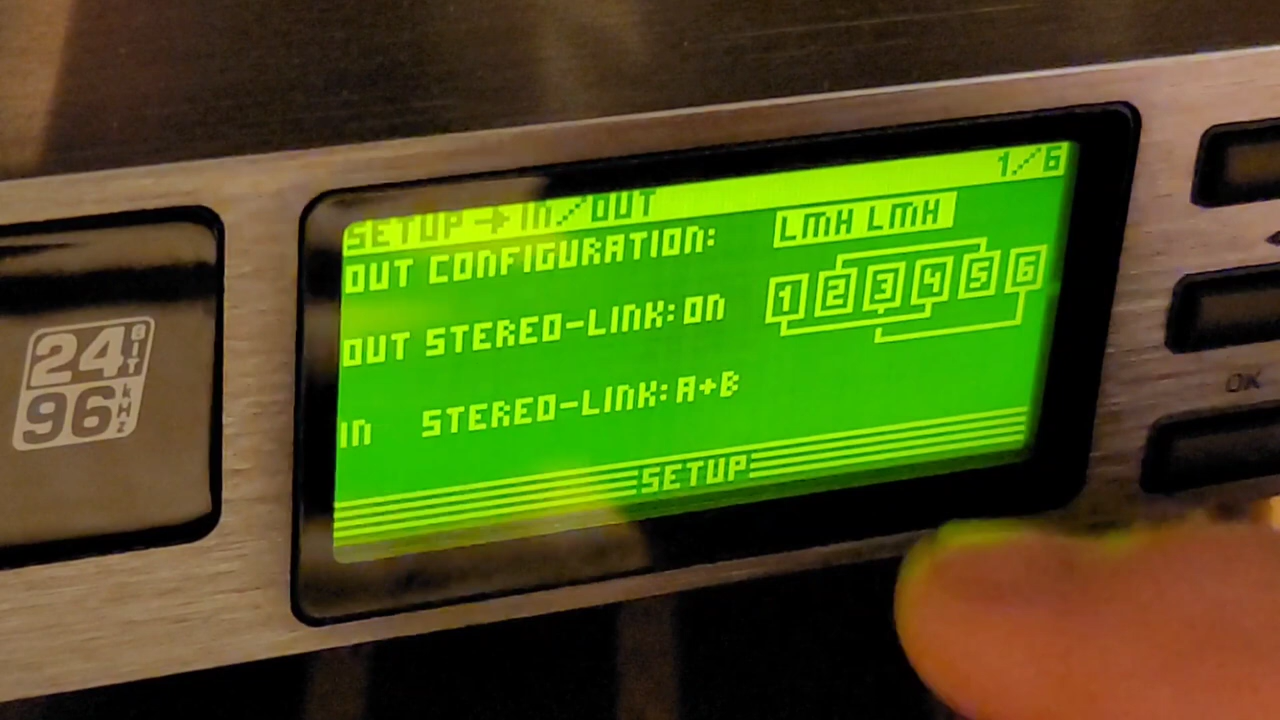 24 BIT
96 kHz
SETUP → IN/OUT 1/6
OUT CONFIGURATION: LMH LMH
1 2 3 4 5 6
OUT STEREO-LINK: ON
IN STEREO-LINK: A+B
SETUP
OK